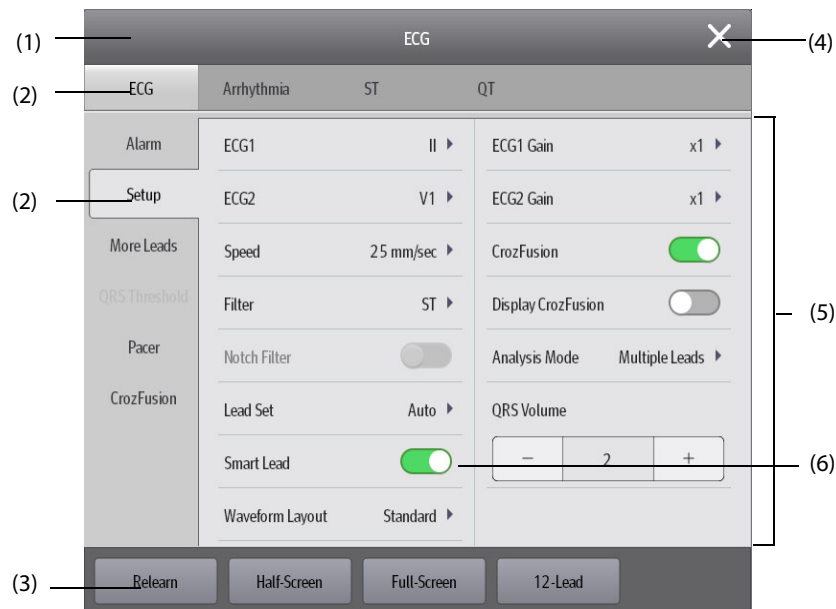 (1)
ECG
(4)
(2)
ECG
Arrhythmia
ST
QT
Alarm
ECG1
II
ECG1 Gain
x1
(2)
Setup
ECG2
V1
ECG2 Gain
x1
More Leads
Speed
25 mm/sec
CrozFusion
QRS Threshold
Filter
ST
Display CrozFusion
(5)
Pacer
Notch Filter
Analysis Mode
Multiple Leads
CrozFusion
Lead Set
Auto
QRS Volume
Smart Lead
− 2 +
(6)
Waveform Layout
Standard
(3)
Relearn
Half-Screen
Full-Screen
12-Lead